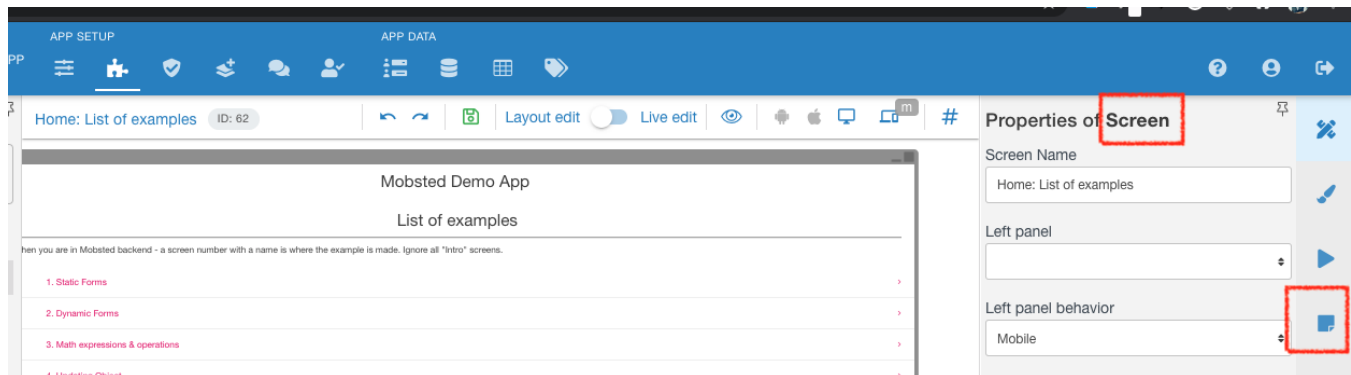 APP SETUP
APP DATA
PP
Home: List of examples
ID: 62
Layout edit
Live edit
m
#
Properties of Screen
Screen Name
Home: List of examples
Left panel
Left panel behavior
Mobile
Mobsted Demo App
List of examples
hen you are in Mobsted backend - a screen number with a name is where the example is made. Ignore all "Intro" screens.
1. Static Forms
2. Dynamic Forms
3. Math expressions & operations